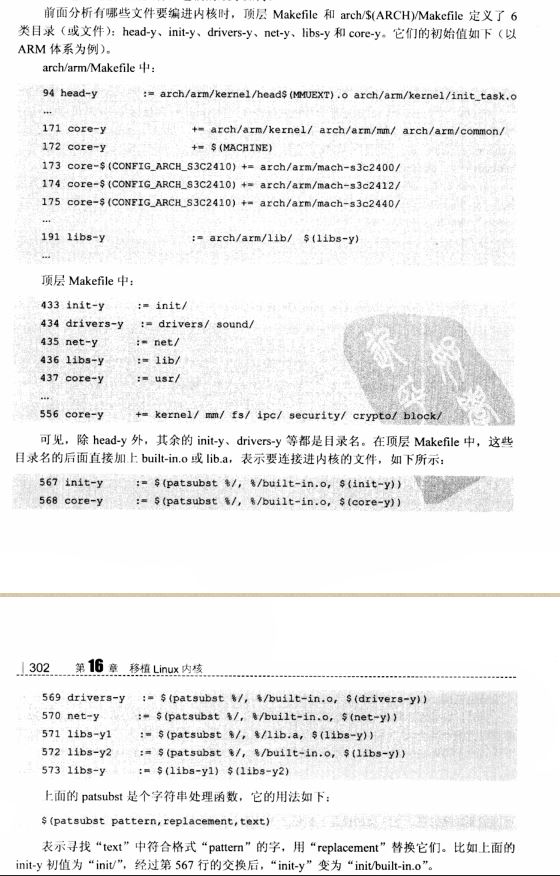 前面分析有哪些文件要编进内核时，顶层 Makefile 和 arch/$(ARCH)/Makefile 定义了 6
类目录（或文件）：head-y、init-y、drivers-y、net-y、libs-y 和 core-y。它们的初始值如下（以
ARM 体系为例）。
arch/arm/Makefile 中：
94 head-y := arch/arm/kernel/head$(MMUEXT).o arch/arm/kernel/init_task.o
...
171 core-y += arch/arm/kernel/ arch/arm/mm/ arch/arm/common/
172 core-y += $(MACHINE)
173 core-$(CONFIG_ARCH_S3C2410) += arch/arm/mach-s3c2400/
174 core-$(CONFIG_ARCH_S3C2410) += arch/arm/mach-s3c2412/
175 core-$(CONFIG_ARCH_S3C2410) += arch/arm/mach-s3c2440/
...
191 libs-y := arch/arm/lib/ $(libs-y)
...
顶层 Makefile 中：
433 init-y := init/
434 drivers-y := drivers/ sound/
435 net-y := net/
436 libs-y := lib/
437 core-y := usr/
...
556 core-y += kernel/ mm/ fs/ ipc/ security/ crypto/ block/
可见，除 head-y 外，其余的 init-y、drivers-y 等都是目录名。在顶层 Makefile 中，这些
目录名的后面直接加上 built-in.o 或 lib.a，表示要连接进内核的文件，如下所示：
567 init-y := $(patsubst %/, %/built-in.o, $(init-y))
568 core-y := $(patsubst %/, %/built-in.o, $(core-y))
302 第 16 章 移植 Linux 内核
569 drivers-y := $(patsubst %/, %/built-in.o, $(drivers-y))
570 net-y := $(patsubst %/, %/built-in.o, $(net-y))
571 libs-y1 := $(patsubst %/, %/lib.a, $(libs-y))
572 libs-y2 := $(patsubst %/, %/built-in.o, $(libs-y))
573 libs-y := $(libs-y1) $(libs-y2)
上面的 patsubst 是个字符串处理函数，它的用法如下：
$(patsubst pattern,replacement,text)
表示寻找“text”中符合格式“pattern”的字，用“replacement”替换它们。比如上面的
init-y 初值为“init/”，经过第 567 行的交换后，“init-y”变为“init/built-in.o”。